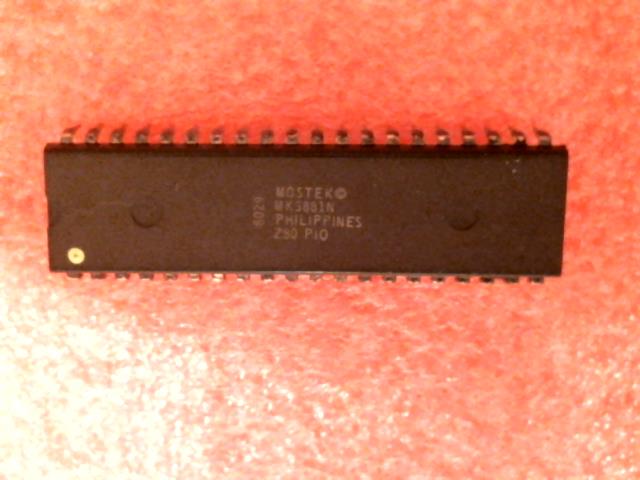 MOSTEK©
MK3881N
PHILIPPINES
Z80 PIO
8029